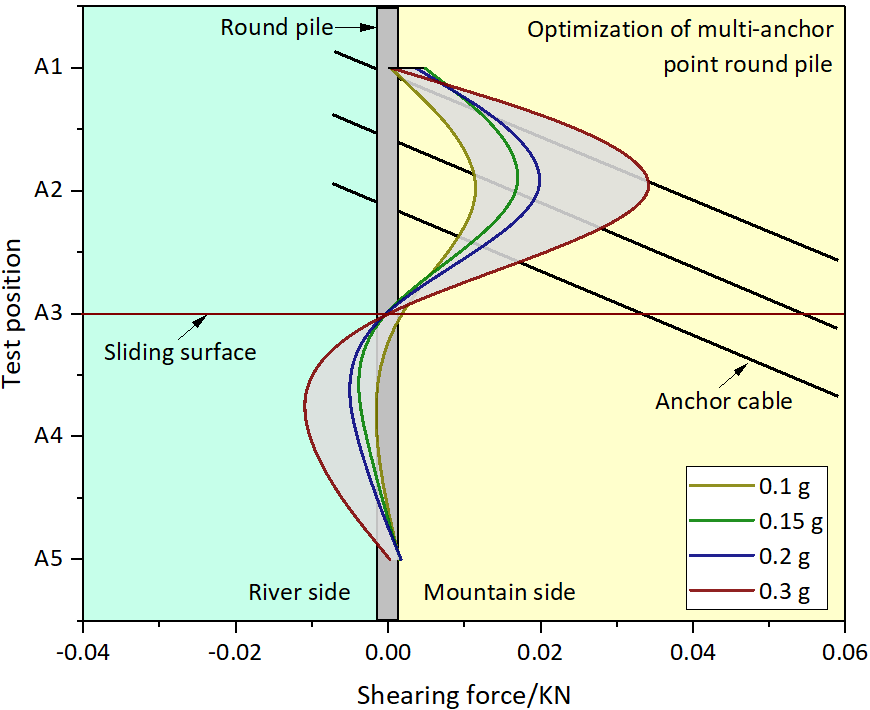 Round pile
Optimization of multi-anchor
point round pile
A1
A2
A3
A4
A5
Test position
Sliding surface
Anchor cable
0.1 g
0.15 g
0.2 g
0.3 g
River side
Mountain side
-0.04
-0.02
0.00
0.02
0.04
0.06
Shearing force/KN